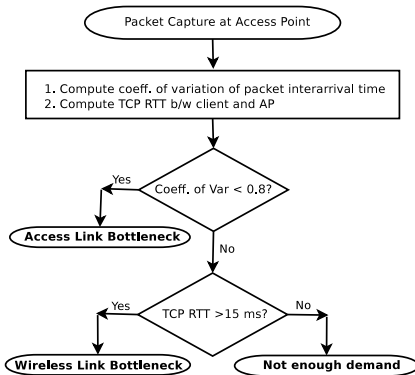 Packet Capture at Access Point
1. Compute coeff. of variation of packet interarrival time
2. Compute TCP RTT b/w client and AP
Coeff. of Var < 0.8?
Yes
Access Link Bottleneck
No
TCP RTT >15 ms?
Yes
No
Wireless Link Bottleneck
Not enough demand